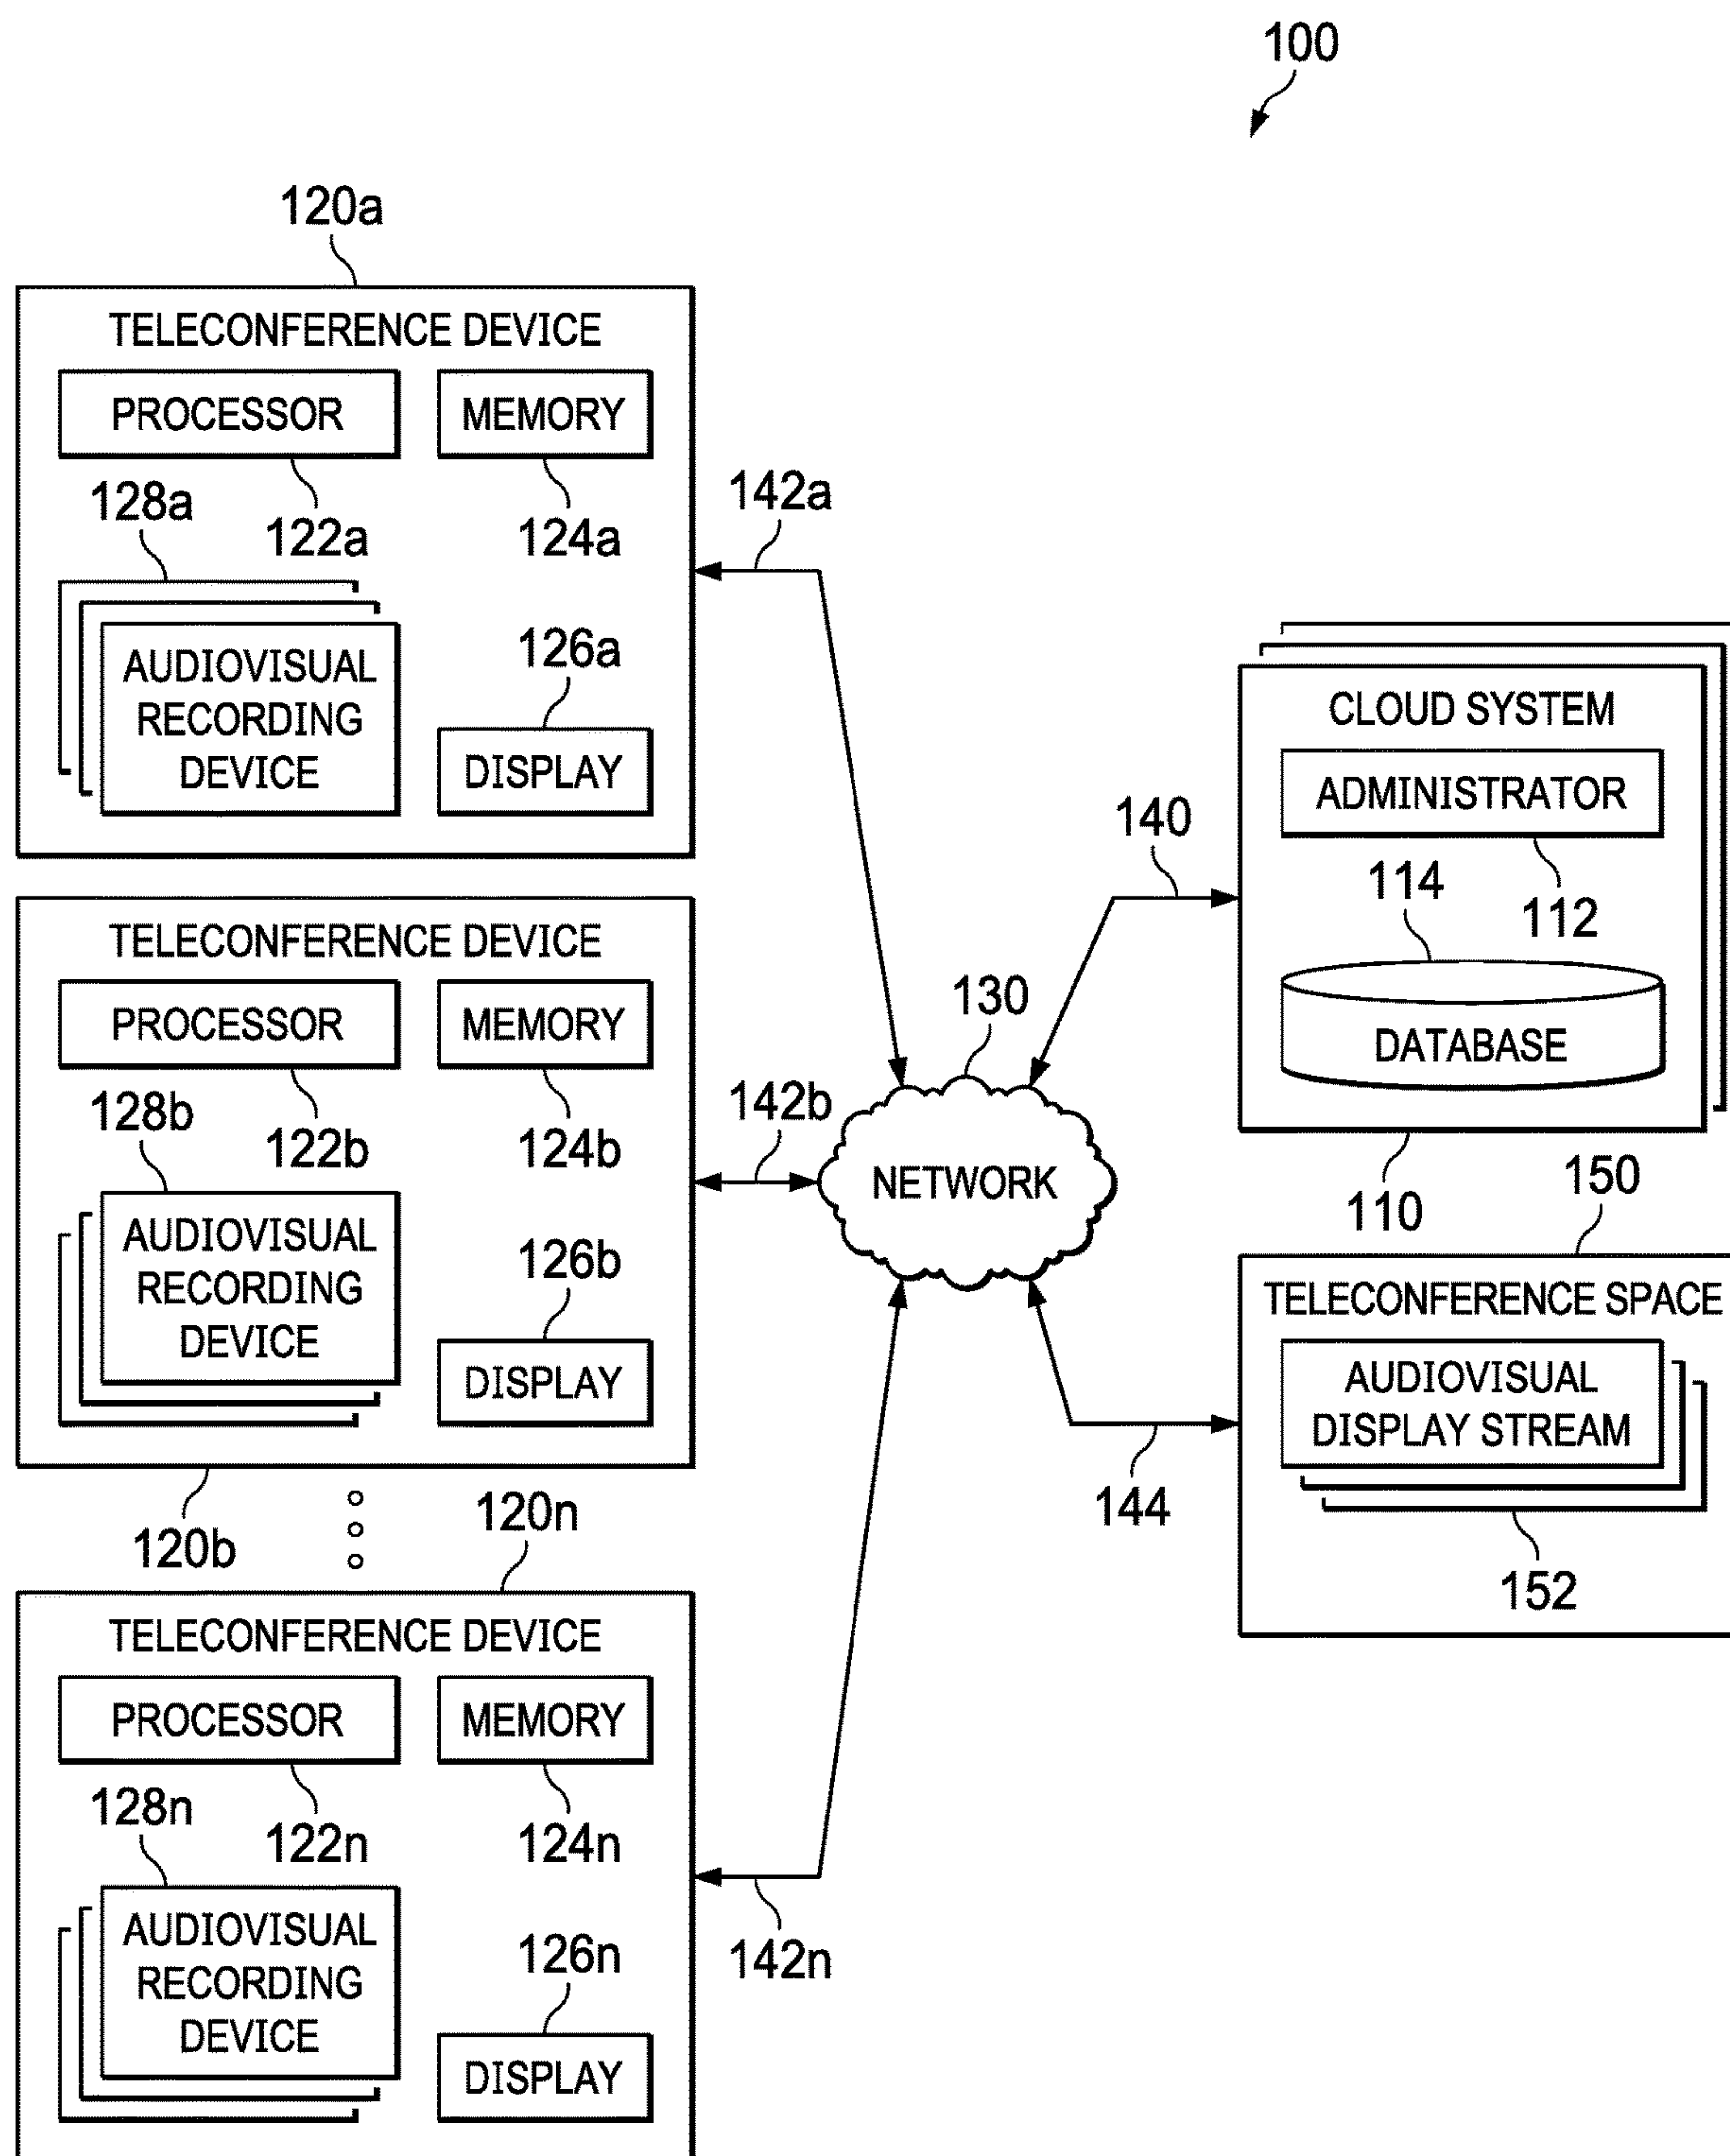 100
120a
TELECONFERENCE DEVICE
PROCESSOR
MEMORY
128a
122a
124a
142a
AUDIOVISUAL
RECORDING
DEVICE
126a
DISPLAY
CLOUD SYSTEM
ADMINISTRATOR
140
114
112
DATABASE
110
TELECONFERENCE DEVICE
PROCESSOR
MEMORY
128b
122b
124b
142b
130
NETWORK
AUDIOVISUAL
RECORDING
DEVICE
126b
DISPLAY
120b
150
TELECONFERENCE SPACE
AUDIOVISUAL
DISPLAY STREAM
144
152
120n
TELECONFERENCE DEVICE
PROCESSOR
MEMORY
128n
122n
124n
142n
AUDIOVISUAL
RECORDING
DEVICE
126n
DISPLAY